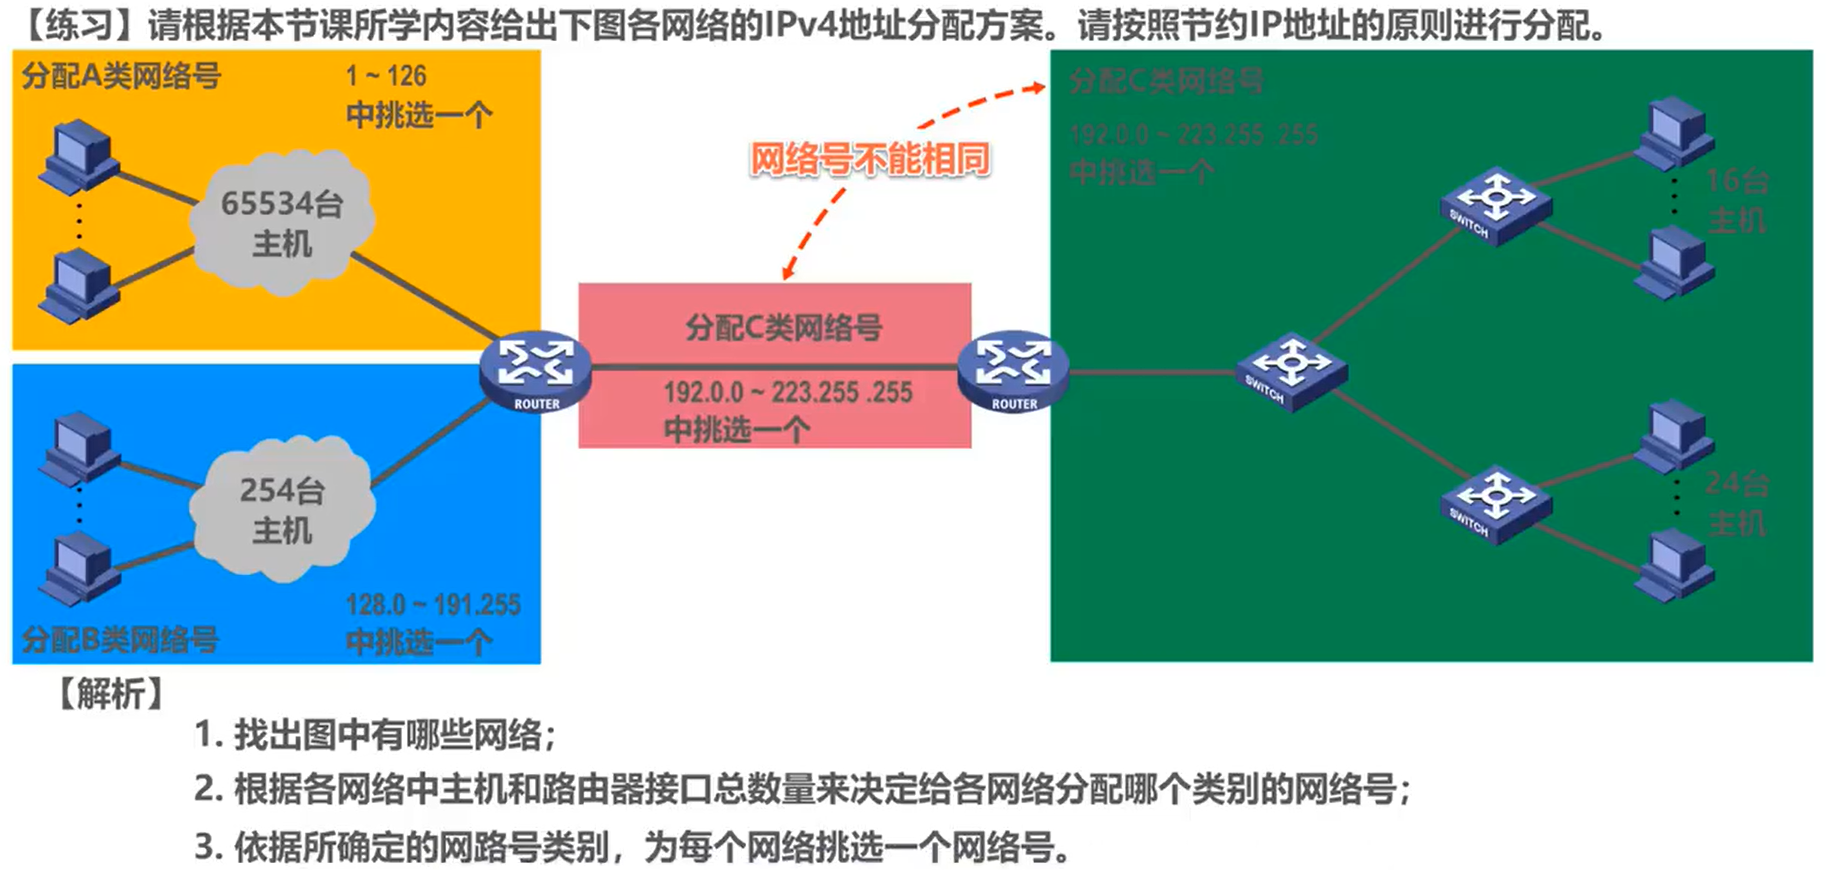 【练习】请根据本节课所学内容给出下图各网络的IPv4地址分配方案。请按照节约IP地址的原则进行分配。
分配A类网络号
1 ~ 126
中挑选一个
65534台
主机
分配B类网络号
128.0 ~ 191.255
中挑选一个
254台
主机
ROUTER
网络号不能相同
分配C类网络号
192.0.0 ~ 223.255 .255
中挑选一个
ROUTER
分配C类网络号
192.0.0 ~ 223.255 .255
中挑选一个
SWITCH
SWITCH
SWITCH
16台
主机
24台
主机
【解析】
1. 找出图中有哪些网络；
2. 根据各网络中主机和路由器接口总数量来决定给各网络分配哪个类别的网络号；
3. 依据所确定的网路号类别，为每个网络挑选一个网络号。